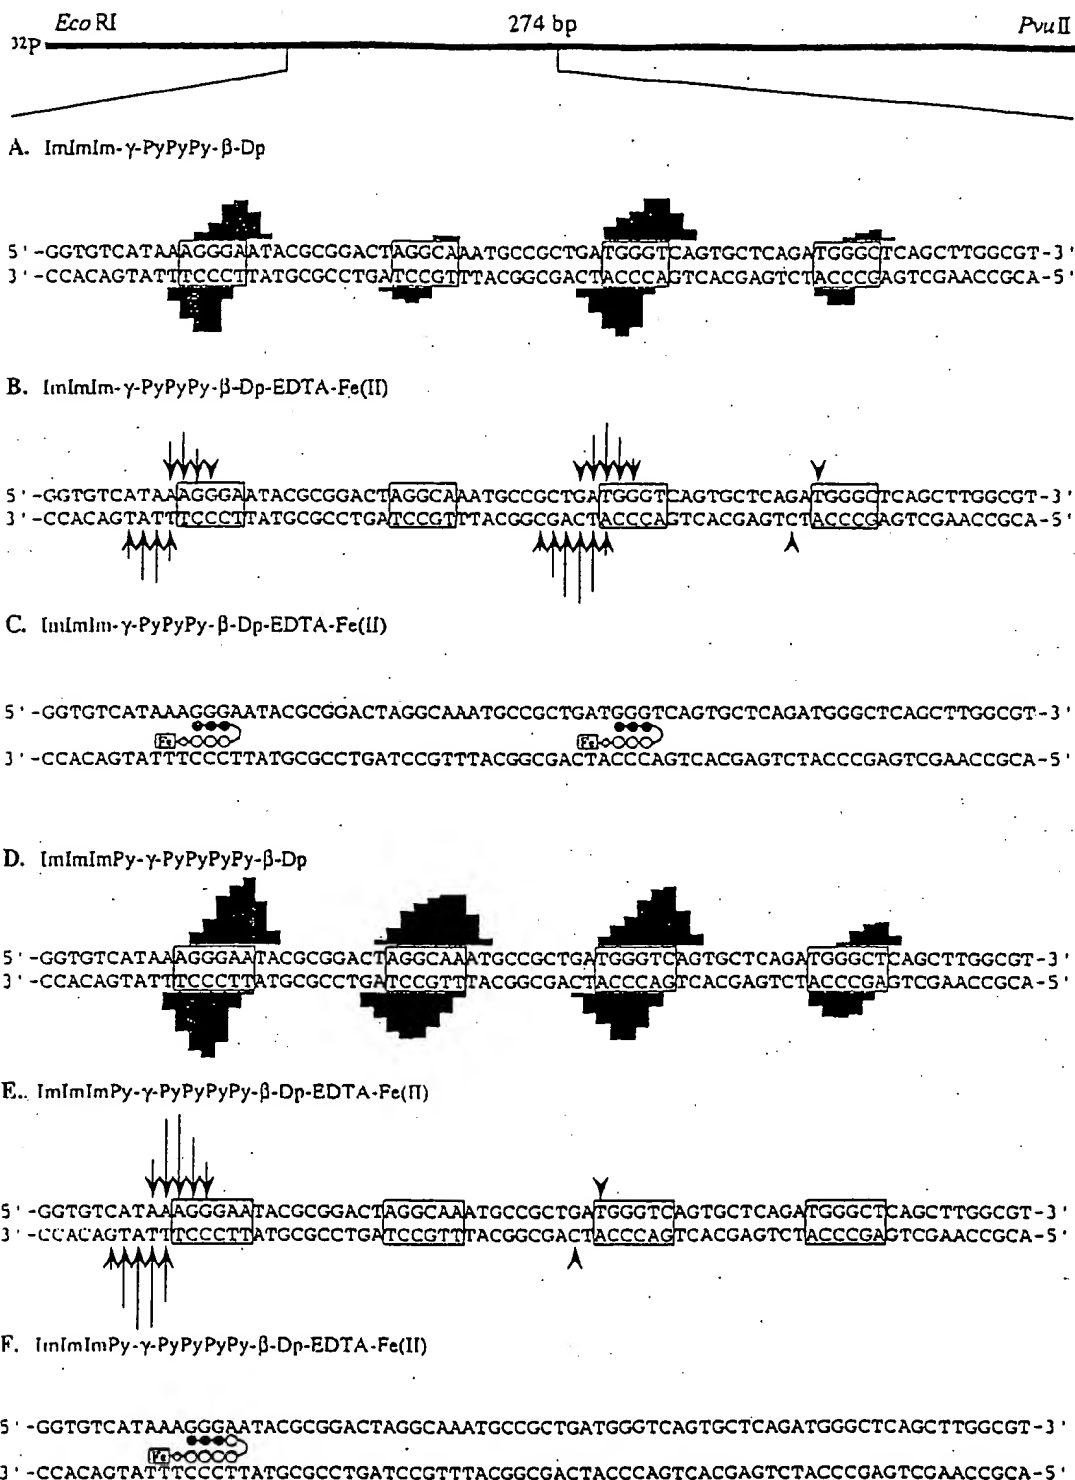 EcoRI 274 bp PvuII
32P
A. ImImIm-γ-PyPyPy-β-Dp
5'-GGTGTCATAAAGGGAATACGCGGACTAGGCAAATGCCGCTGATGGGTCAGTGCTCAGATGGGCTCAGCTTGGCGT-3'
3'-CCACAGTATTTCCCTTATGCGCCTGATCCGTTTACGGCGACTACCCAGTCACGAGTCTACCCGAGTCGAACCGCA-5'
B. ImImIm-γ-PyPyPy-β-Dp-EDTA-Fe(II)
5'-GGTGTCATAAAGGGAATACGCGGACTAGGCAAATGCCGCTGATGGGTCAGTGCTCAGATGGGCTCAGCTTGGCGT-3'
3'-CCACAGTATTTCCCTTATGCGCCTGATCCGTTTACGGCGACTACCCAGTCACGAGTCTACCCGAGTCGAACCGCA-5'
C. ImImIm-γ-PyPyPy-β-Dp-EDTA-Fe(II)
5'-GGTGTCATAAAGGGAATACGCGGACTAGGCAAATGCCGCTGATGGGTCAGTGCTCAGATGGGCTCAGCTTGGCGT-3'
Fe Fe
3'-CCACAGTATTTCCCTTATGCGCCTGATCCGTTTACGGCGACTACCCAGTCACGAGTCTACCCGAGTCGAACCGCA-5'
D. ImImImPy-γ-PyPyPyPy-β-Dp
5'-GGTGTCATAAAGGGAATACGCGGACTAGGCAAATGCCGCTGATGGGTCAGTGCTCAGATGGGCTCAGCTTGGCGT-3'
3'-CCACAGTATTTCCCTTATGCGCCTGATCCGTTTACGGCGACTACCCAGTCACGAGTCTACCCGAGTCGAACCGCA-5'
E. ImImImPy-γ-PyPyPyPy-β-Dp-EDTA-Fe(II)
5'-GGTGTCATAAAGGGAATACGCGGACTAGGCAAATGCCGCTGATGGGTCAGTGCTCAGATGGGCTCAGCTTGGCGT-3'
3'-CCACAGTATTTCCCTTATGCGCCTGATCCGTTTACGGCGACTACCCAGTCACGAGTCTACCCGAGTCGAACCGCA-5'
F. ImImImPy-γ-PyPyPyPy-β-Dp-EDTA-Fe(II)
5'-GGTGTCATAAAGGGAATACGCGGACTAGGCAAATGCCGCTGATGGGTCAGTGCTCAGATGGGCTCAGCTTGGCGT-3'
Fe
3'-CCACAGTATTTCCCTTATGCGCCTGATCCGTTTACGGCGACTACCCAGTCACGAGTCTACCCGAGTCGAACCGCA-5'